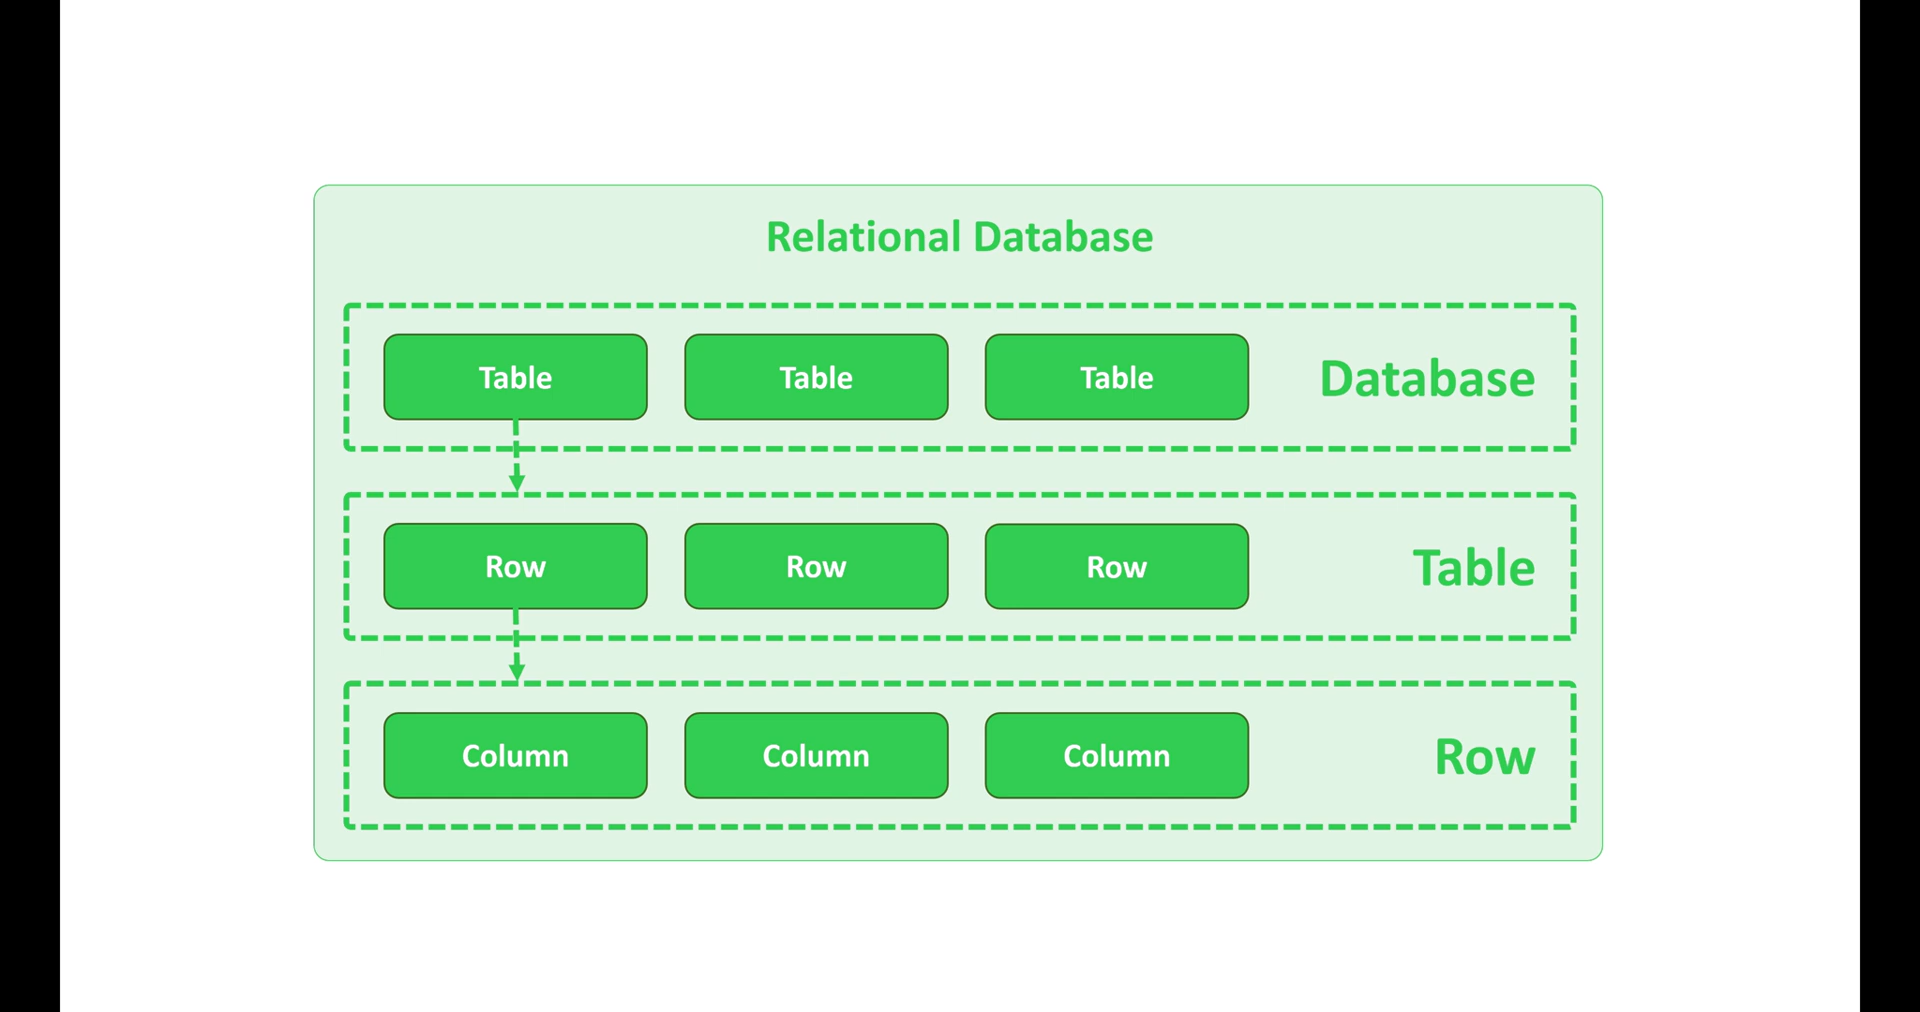 Relational Database
Table Table Table Database
Row Row Row Table
Column Column Column Row